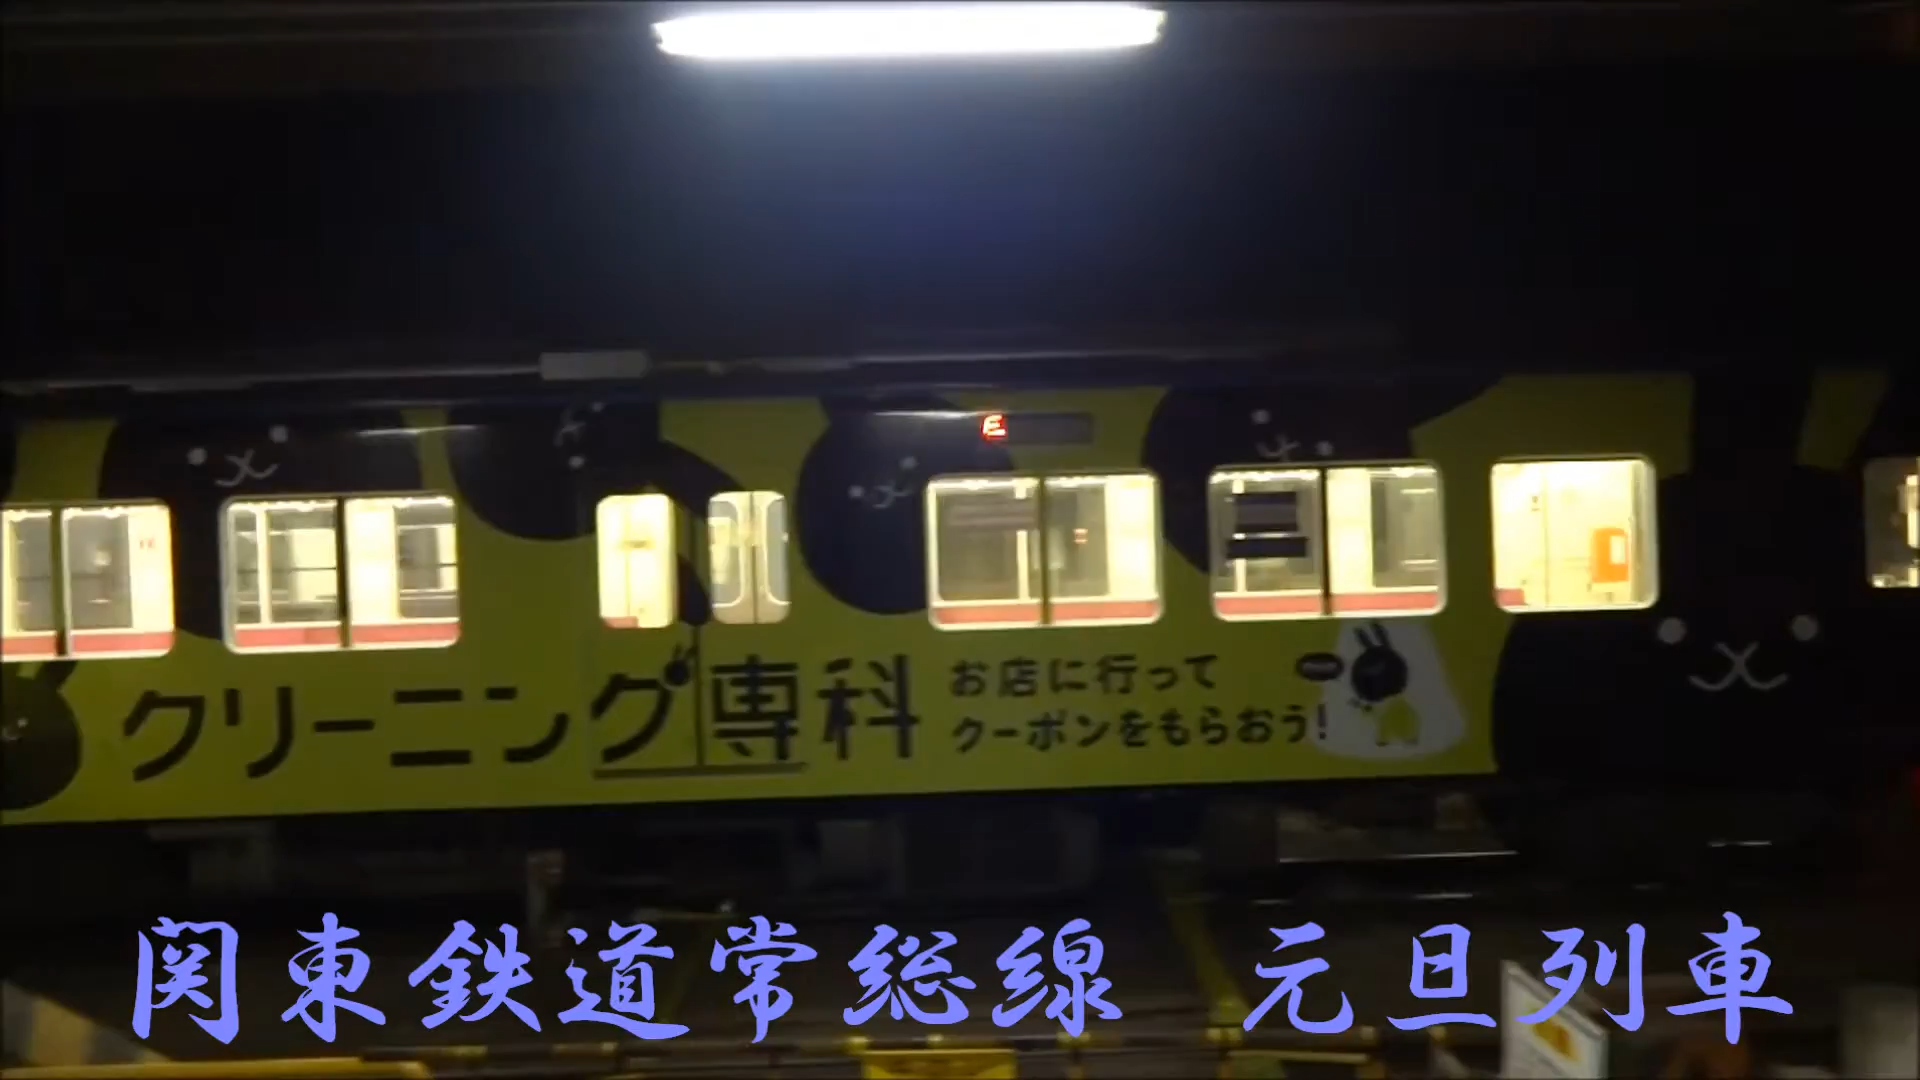 クリーニング専科
お店に行って
クーポンをもらおう!
関東鉄道常総線 元旦列車